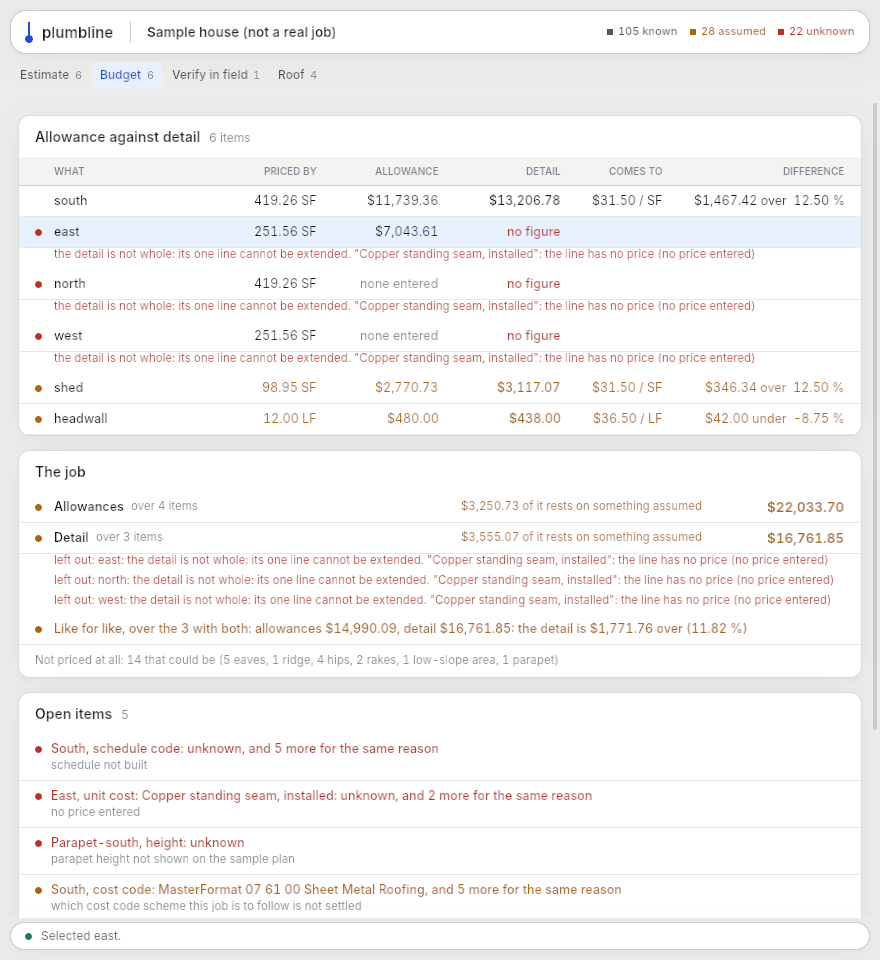 plumbline Sample house (not a real job) 105 known 28 assumed 22 unknown
Estimate 6 Budget 6 Verify in field 1 Roof 4
Allowance against detail 6 items
WHAT PRICED BY ALLOWANCE DETAIL COMES TO DIFFERENCE
south 419.26 SF $11,739.36 $13,206.78 $31.50 / SF $1,467.42 over 12.50 %
east 251.56 SF $7,043.61 no figure
the detail is not whole: its one line cannot be extended. "Copper standing seam, installed": the line has no price (no price entered)
north 419.26 SF none entered no figure
the detail is not whole: its one line cannot be extended. "Copper standing seam, installed": the line has no price (no price entered)
west 251.56 SF none entered no figure
the detail is not whole: its one line cannot be extended. "Copper standing seam, installed": the line has no price (no price entered)
shed 98.95 SF $2,770.73 $3,117.07 $31.50 / SF $346.34 over 12.50 %
headwall 12.00 LF $480.00 $438.00 $36.50 / LF $42.00 under -8.75 %
The job
Allowances over 4 items $3,250.73 of it rests on something assumed $22,033.70
Detail over 3 items $3,555.07 of it rests on something assumed $16,761.85
left out: east: the detail is not whole: its one line cannot be extended. "Copper standing seam, installed": the line has no price (no price entered)
left out: north: the detail is not whole: its one line cannot be extended. "Copper standing seam, installed": the line has no price (no price entered)
left out: west: the detail is not whole: its one line cannot be extended. "Copper standing seam, installed": the line has no price (no price entered)
Like for like, over the 3 with both: allowances $14,990.09, detail $16,761.85: the detail is $1,771.76 over (11.82 %)
Not priced at all: 14 that could be (5 eaves, 1 ridge, 4 hips, 2 rakes, 1 low-slope area, 1 parapet)
Open items 5
South, schedule code: unknown, and 5 more for the same reason
schedule not built
East, unit cost: Copper standing seam, installed: unknown, and 2 more for the same reason
no price entered
Parapet-south, height: unknown
parapet height not shown on the sample plan
South, cost code: MasterFormat 07 61 00 Sheet Metal Roofing, and 5 more for the same reason
which cost code scheme this job is to follow is not settled
Selected east.